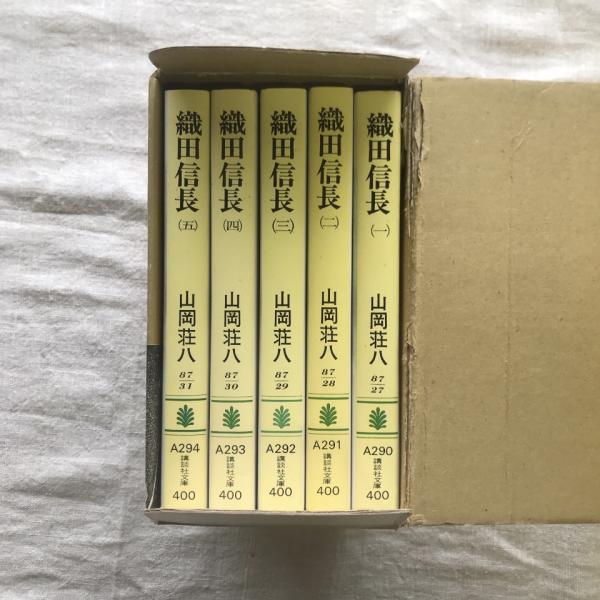 織田信長(五)
山岡荘八
87/31
A294
講談社文庫
400
織田信長(四)
山岡荘八
87/30
A293
講談社文庫
400
織田信長(三)
山岡荘八
87/29
A292
講談社文庫
400
織田信長(二)
山岡荘八
87/28
A291
講談社文庫
400
織田信長(一)
山岡荘八
87/27
A290
講談社文庫
400